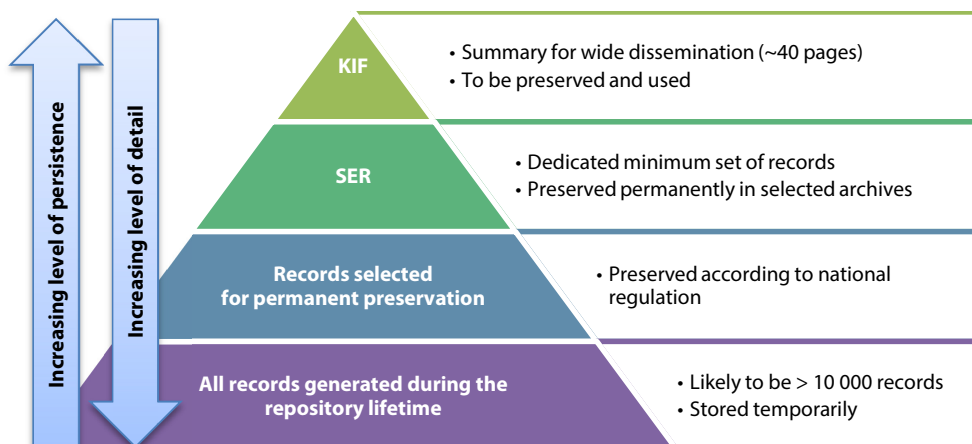 Increasing level of persistence
Increasing level of detail
KIF
• Summary for wide dissemination (~40 pages)
• To be preserved and used
SER
• Dedicated minimum set of records
• Preserved permanently in selected archives
Records selected
for permanent preservation
• Preserved according to national
regulation
All records generated during the
repository lifetime
• Likely to be > 10 000 records
• Stored temporarily